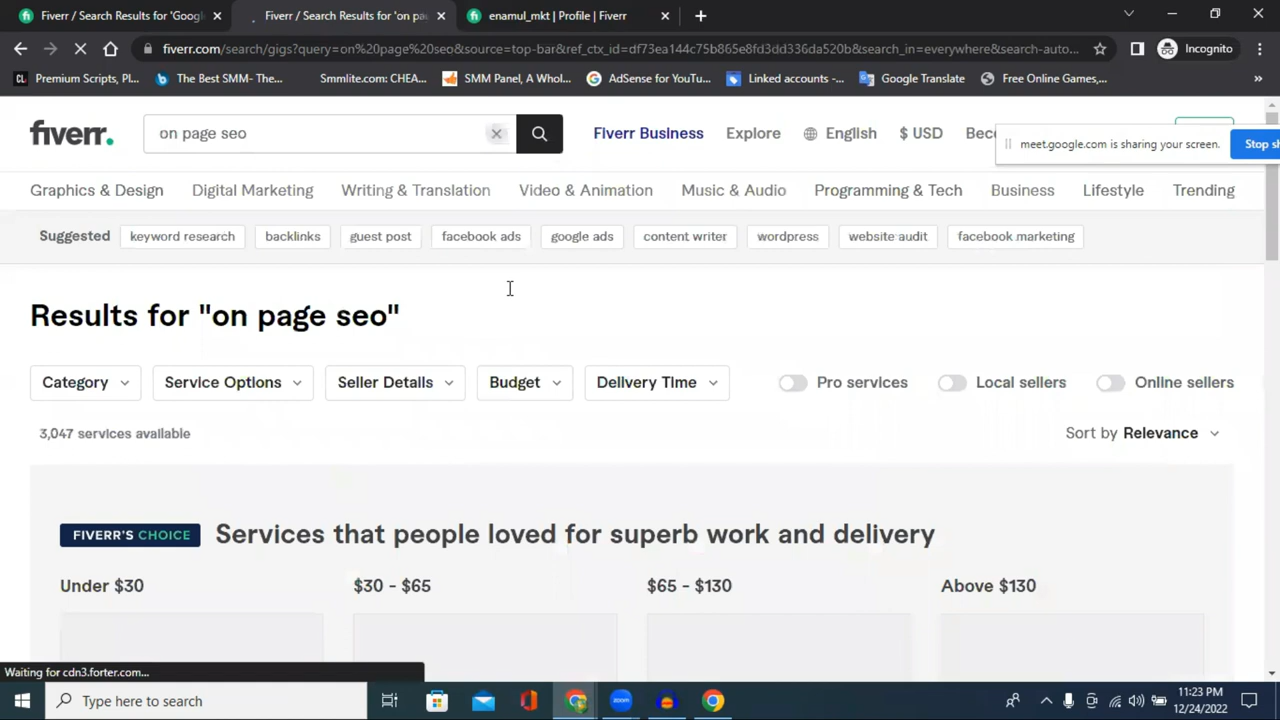 Fiverr / Search Results for 'Googl
Fiverr / Search Results for 'on pa
enamul_mkt | Profile | Fiverr
fiverr.com/search/gigs?query=on%20page%20seo&source=top-bar&ref_ctx_id=df73ea144c75b865e8fd3dd336da520b&search_in=everywhere&search-auto...
Incognito
Premium Scripts, Pl...
The Best SMM- The...
Smmlite.com: CHEA...
SMM Panel, A Whol...
AdSense for YouTu...
Linked accounts -...
Google Translate
Free Online Games,...
fiverr.
on page seo
Fiverr Business
Explore
English
$ USD
Bec
meet.google.com is sharing your screen.
Stop sh
Graphics & Design
Digital Marketing
Writing & Translation
Video & Animation
Music & Audio
Programming & Tech
Business
Lifestyle
Trending
Suggested
keyword research
backlinks
guest post
facebook ads
google ads
content writer
wordpress
website audit
facebook marketing
Results for "on page seo"
Category
Service Options
Seller Details
Budget
Delivery Time
Pro services
Local sellers
Online sellers
3,047 services available
Sort by Relevance
FIVERR'S CHOICE
Services that people loved for superb work and delivery
Under $30
$30 - $65
$65 - $130
Above $130
Waiting for cdn3.forter.com...
Type here to search
zoom
11:23 PM
12/24/2022